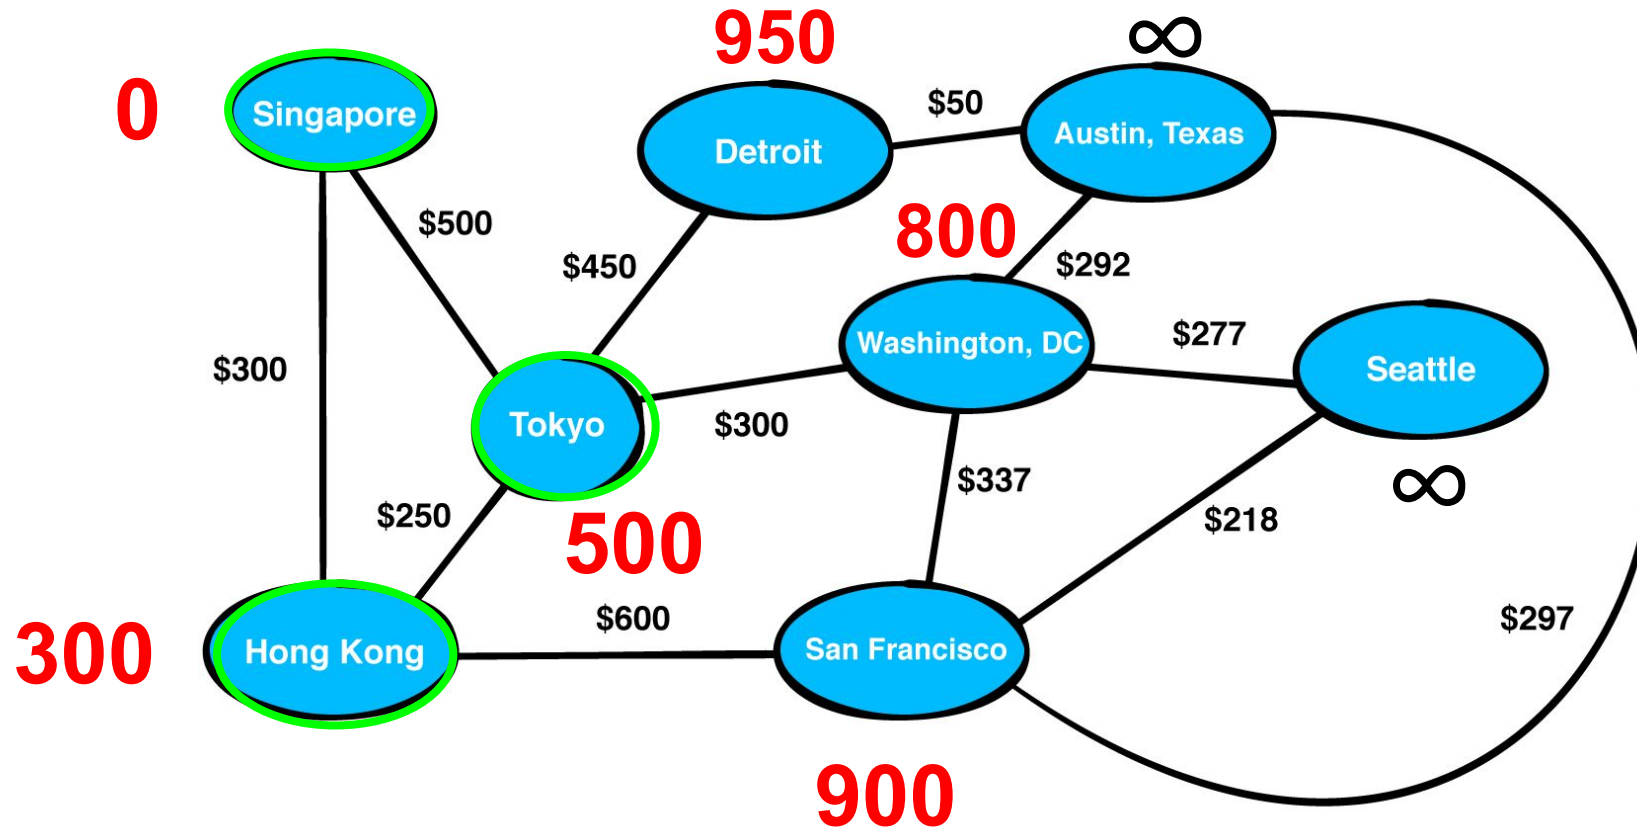 950
∞
0
Singapore
$50
Austin, Texas
Detroit
$500
800
$450
$292
Washington, DC
$277
$300
Seattle
Tokyo
$300
∞
$337
$250
500
$218
$600
$297
300
Hong Kong
San Francisco
900